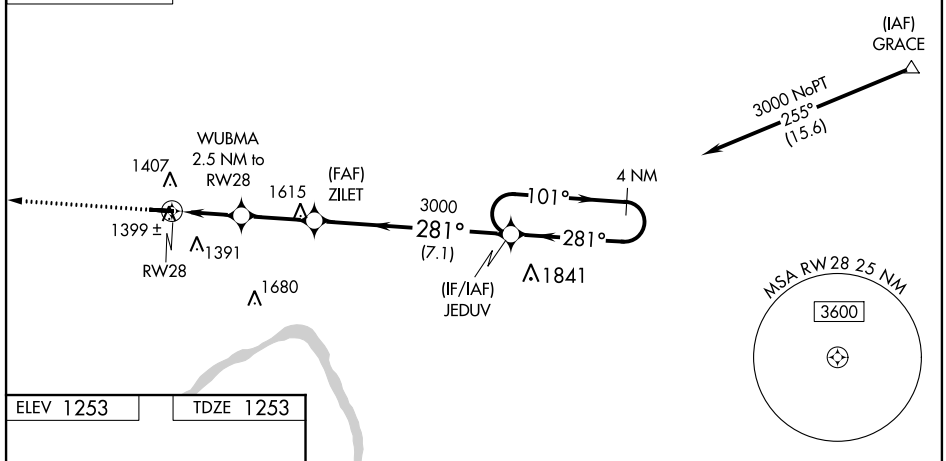 (IAF)
GRACE
3000 NoPT
255°
(15.6)
WUBMA
2.5 NM to
RW28
1407
1615
(FAF)
ZILET
4 NM
101°
3000
281°
(7.1)
281°
1399 ±
1391
RW28
1680
(IF/IAF)
JEDUV
1841
MSA RW 28 25 NM
3600
ELEV 1253
TDZE 1253